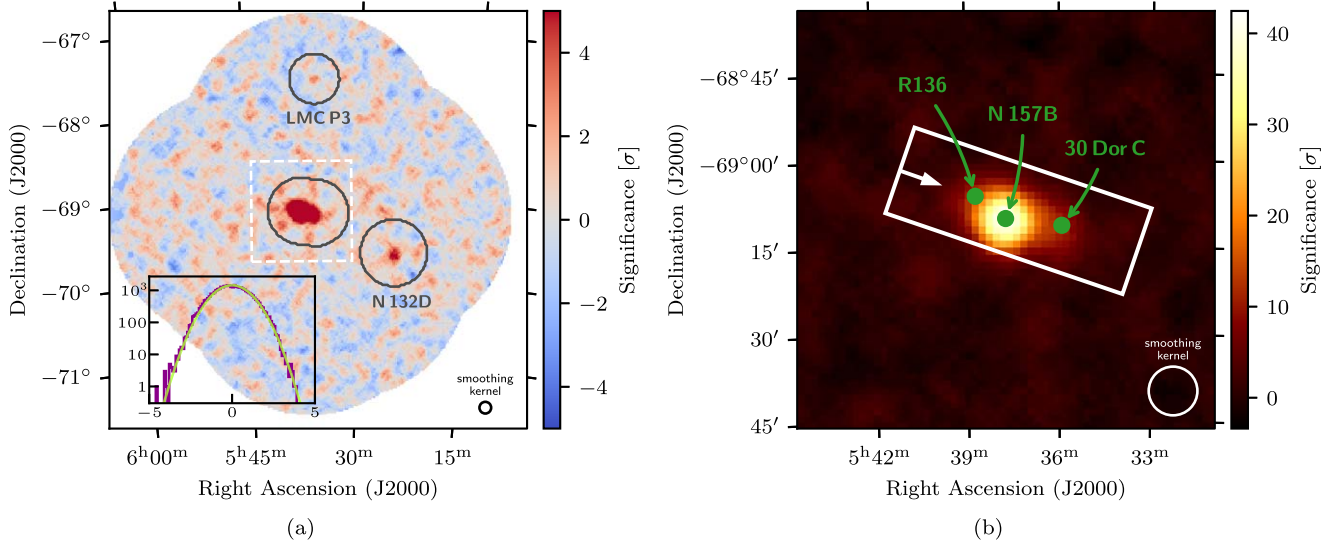 −67°
−68°
−69°
−70°
−71°
Declination (J2000)
LMC P3
N 132D
10³
100
10
1
−5
0
5
smoothing
kernel
6ʰ00ᵐ
5ʰ45ᵐ
30ᵐ
15ᵐ
Right Ascension (J2000)
4
2
0
−2
−4
Significance [σ]
(a)
−68°45′
−69°00′
15′
30′
45′
Declination (J2000)
R136
N 157B
30 Dor C
smoothing
kernel
5ʰ42ᵐ
39ᵐ
36ᵐ
33ᵐ
Right Ascension (J2000)
40
30
20
10
0
Significance [σ]
(b)